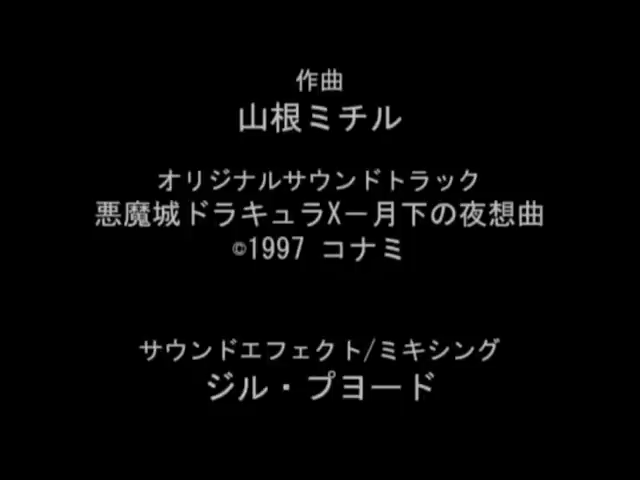 作曲
山根ミチル
オリジナルサウンドトラック
悪魔城ドラキュラX－月下の夜想曲
©1997 コナミ
サウンドエフェクト/ミキシング
ジル・プヨード